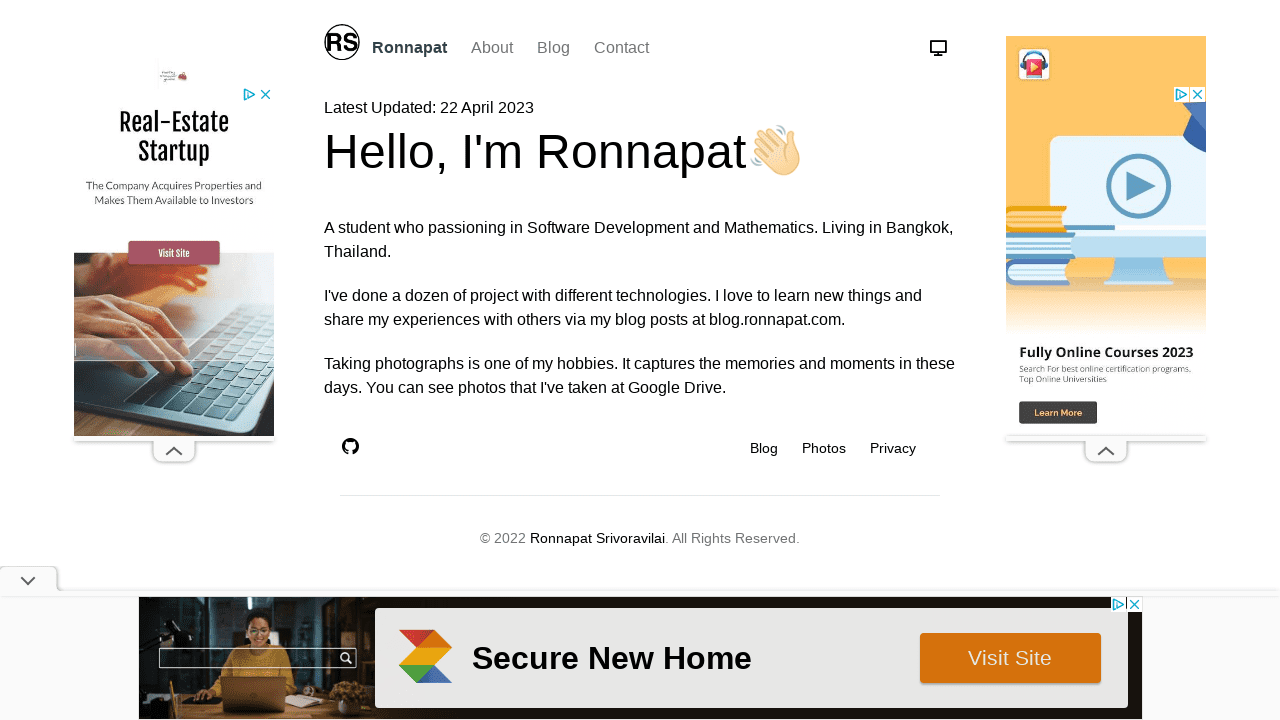 RS
Ronnapat
About
Blog
Contact
Latest Updated: 22 April 2023
Hello, I'm Ronnapat
A student who passioning in Software Development and Mathematics. Living in Bangkok,
Thailand.
I've done a dozen of project with different technologies. I love to learn new things and
share my experiences with others via my blog posts at blog.ronnapat.com.
Taking photographs is one of my hobbies. It captures the memories and moments in these
days. You can see photos that I've taken at Google Drive.
Blog
Photos
Privacy
© 2022 Ronnapat Srivoravilai. All Rights Reserved.
Real-Estate
Startup
The Company Acquires Properties and
Makes Them Available to Investors
Visit Site
Fully Online Courses 2023
Search For best online certification programs.
Top Online Universities
Learn More
Secure New Home
Visit Site